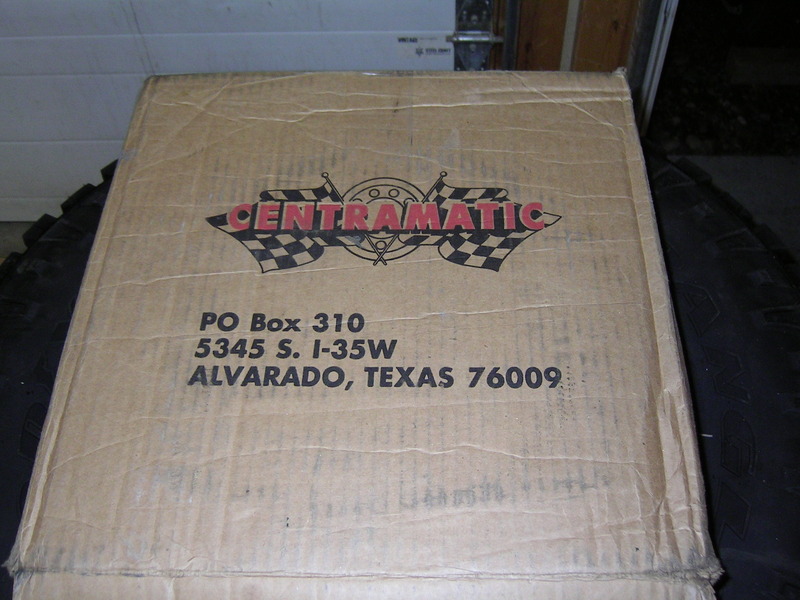 CENTRAMATIC
PO Box 310
5345 S. I-35W
ALVARADO, TEXAS 76009